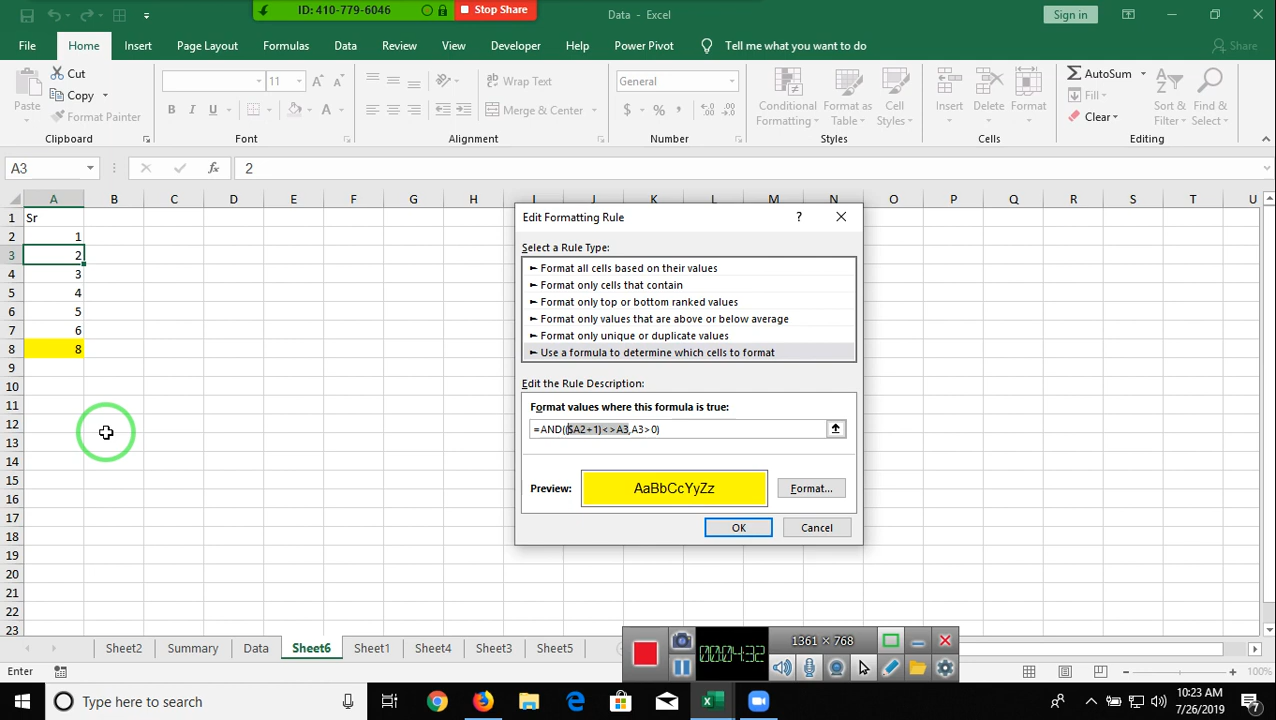 ID: 410-779-6046
Stop Share
Data - Excel
Sign in
File
Home
Insert
Page Layout
Formulas
Data
Review
View
Developer
Help
Power Pivot
Tell me what you want to do
Share
Paste
Cut
Copy
Format Painter
Clipboard
11
B I U
A A
A
Font
ab
Wrap Text
Merge & Center
Alignment
General
$ % ,
Number
Conditional Formatting
Format as Table
Cell Styles
Styles
Insert
Delete
Format
Cells
AutoSum
Fill
Clear
Sort & Filter
Find & Select
Editing
A3
fx
2
A B C D E F G H I J K L M N O P Q R S T U
1 Sr
2 1
3 2
4 3
5 4
6 5
7 6
8 8
9
10
11
12
13
14
15
16
17
18
19
20
21
22
23
Edit Formatting Rule
?
Select a Rule Type:
► Format all cells based on their values
► Format only cells that contain
► Format only top or bottom ranked values
► Format only values that are above or below average
► Format only unique or duplicate values
► Use a formula to determine which cells to format
Edit the Rule Description:
Format values where this formula is true:
=AND(($A2+1)<>A3,A3>0)
Preview:
AaBbCcYyZz
Format...
OK
Cancel
Sheet2
Summary
Data
Sheet6
Sheet1
Sheet4
Sheet3
Sheet5
00:04:32
1361 × 768
Enter
100%
Type here to search
10:23 AM
7/26/2019
7